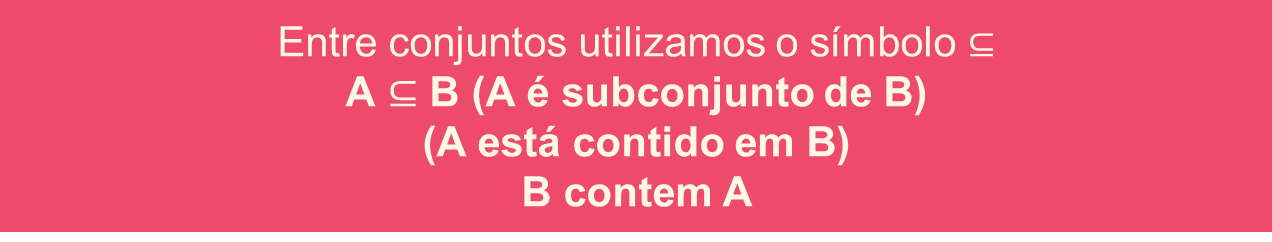 Entre conjuntos utilizamos o símbolo ⊆
A ⊆ B (A é subconjunto de B)
(A está contido em B)
B contem A